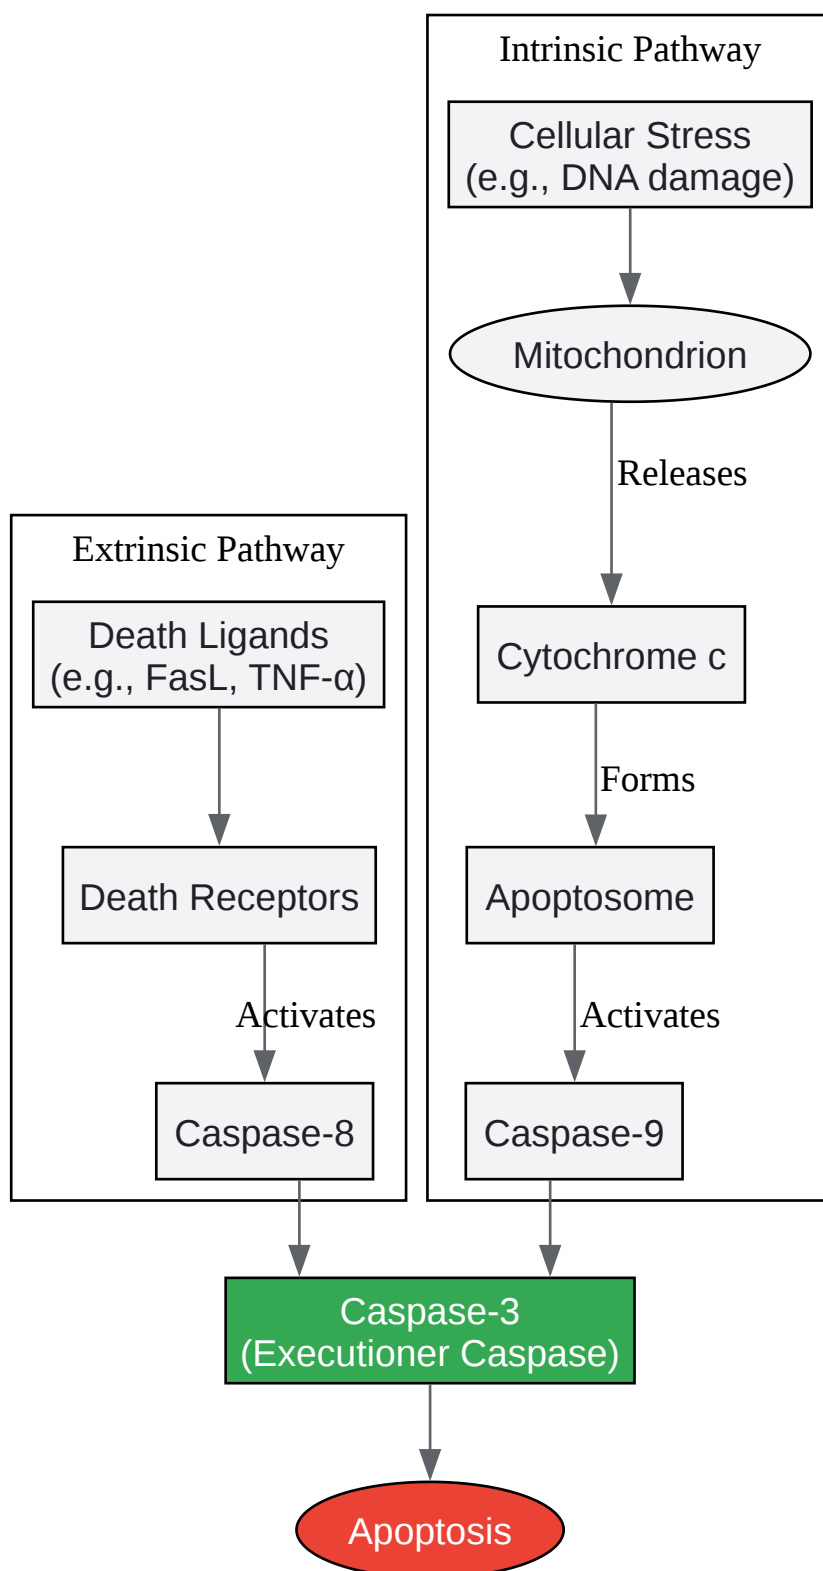 Intrinsic Pathway
Cellular Stress
(e.g., DNA damage)
Mitochondrion
Releases
Extrinsic Pathway
Death Ligands
(e.g., FasL, TNF-α)
Cytochrome c
Forms
Death Receptors
Apoptosome
Activates
Activates
Caspase-8
Caspase-9
Caspase-3
(Executioner Caspase)
Apoptosis